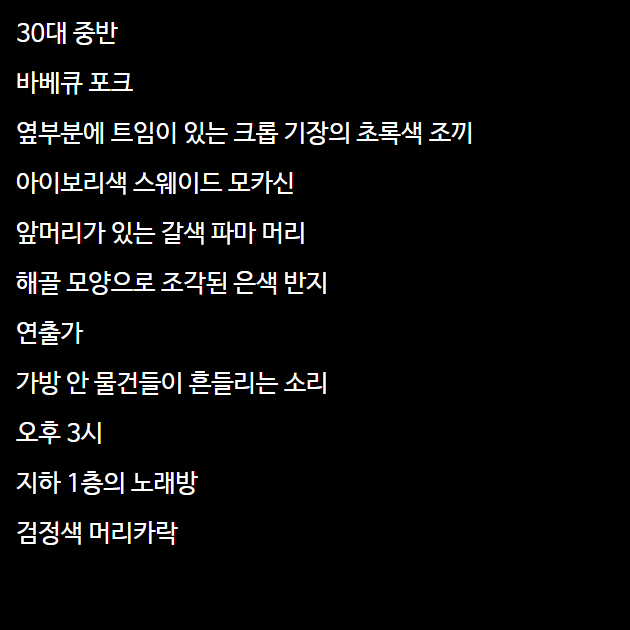 30대 중반
바베큐 포크
옆부분에 트임이 있는 크롭 기장의 초록색 조끼
아이보리색 스웨이드 모카신
앞머리가 있는 갈색 파마 머리
해골 모양으로 조각된 은색 반지
연출가
가방 안 물건들이 흔들리는 소리
오후 3시
지하 1층의 노래방
검정색 머리카락